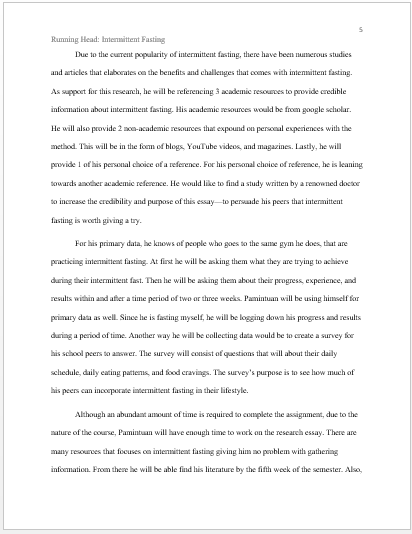 5
Running Head: Intermittent Fasting
Due to the current popularity of intermittent fasting, there have been numerous studies
and articles that elaborates on the benefits and challenges that comes with intermittent fasting.
As support for this research, he will be referencing 3 academic resources to provide credible
information about intermittent fasting. His academic resources would be from google scholar.
He will also provide 2 non-academic resources that expound on personal experiences with the
method. This will be in the form of blogs, YouTube videos, and magazines. Lastly, he will
provide 1 of his personal choice of a reference. For his personal choice of reference, he is leaning
towards another academic reference. He would like to find a study written by a renowned doctor
to increase the credibility and purpose of this essay—to persuade his peers that intermittent
fasting is worth giving a try.
For his primary data, he knows of people who goes to the same gym he does, that are
practicing intermittent fasting. At first he will be asking them what they are trying to achieve
during their intermittent fast. Then he will be asking them about their progress, experience, and
results within and after a time period of two or three weeks. Pamintuan will be using himself for
primary data as well. Since he is fasting myself, he will be logging down his progress and results
during a period of time. Another way he will be collecting data would be to create a survey for
his school peers to answer. The survey will consist of questions that will about their daily
schedule, daily eating patterns, and food cravings. The survey's purpose is to see how much of
his peers can incorporate intermittent fasting in their lifestyle.
Although an abundant amount of time is required to complete the assignment, due to the
nature of the course, Pamintuan will have enough time to work on the research essay. There are
many resources that focuses on intermittent fasting giving him no problem with gathering
information. From there he will be able find his literature by the fifth week of the semester. Also,